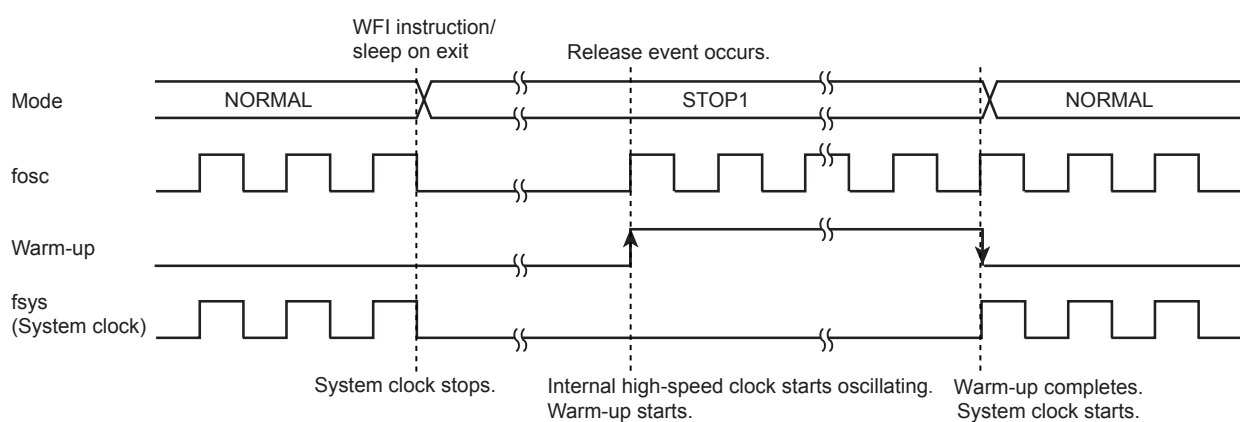 WFI instruction/
sleep on exit
Release event occurs.
Mode
NORMAL
STOP1
NORMAL
fosc
Warm-up
fsys
(System clock)
System clock stops.
Internal high-speed clock starts oscillating.
Warm-up starts.
Warm-up completes.
System clock starts.